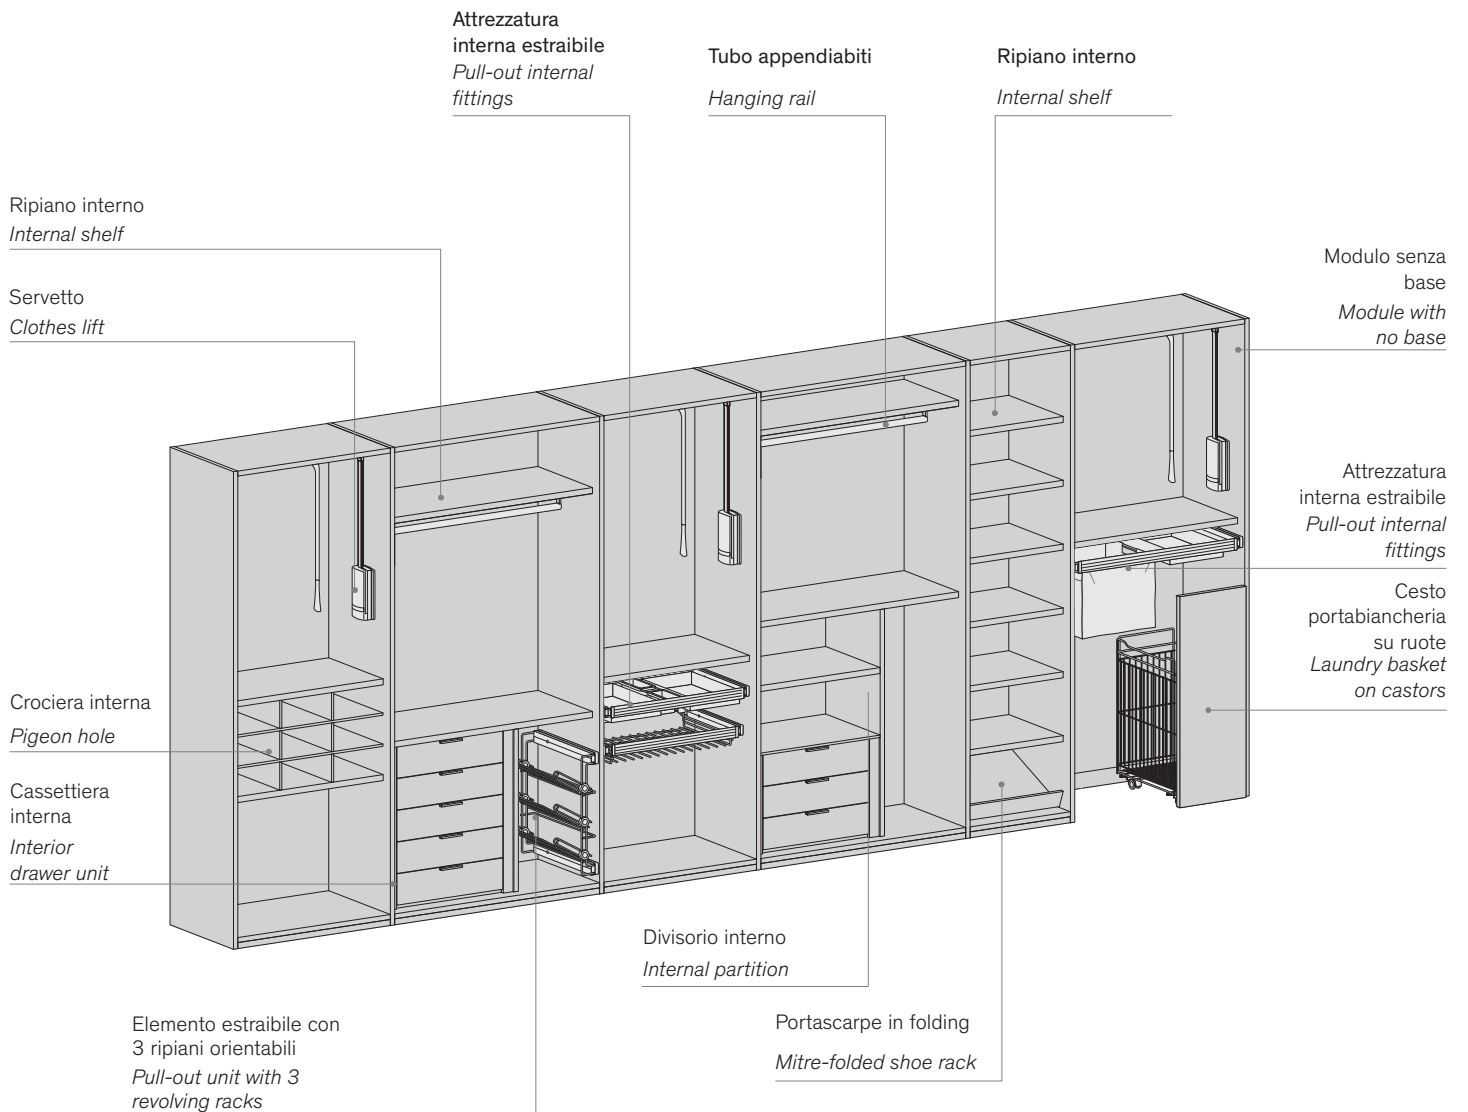 Attrezzatura
interna estraibile
Pull-out internal
fittings
Tubo appendiabiti
Hanging rail
Ripiano interno
Internal shelf
Ripiano interno
Internal shelf
Servetto
Clothes lift
Modulo senza
base
Module with
no base
Attrezzatura
interna estraibile
Pull-out internal
fittings
Cesto
portabiancheria
su ruote
Laundry basket
on castors
Crociera interna
Pigeon hole
Cassettiera
interna
Interior
drawer unit
Divisorio interno
Internal partition
Portascarpe in folding
Mitre-folded shoe rack
Elemento estraibile con
3 ripiani orientabili
Pull-out unit with 3
revolving racks